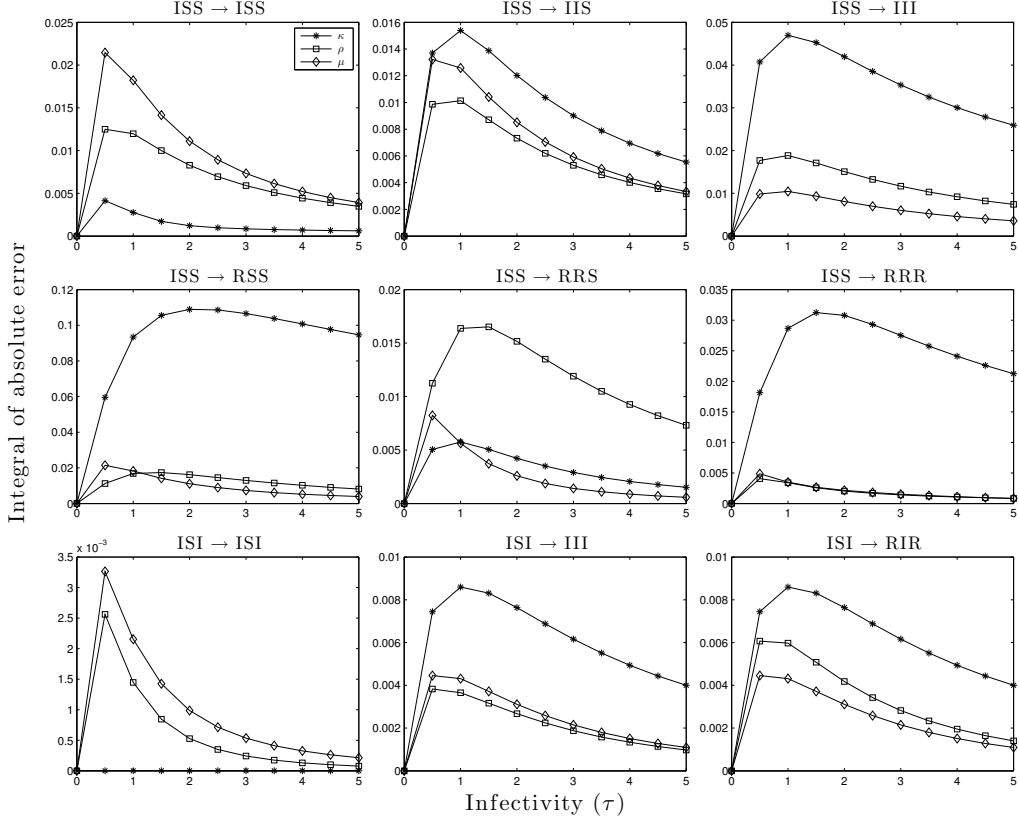 ISS → ISS
0.025
0.02
0.015
0.01
0.005
0
0 1 2 3 4 5
κ
ρ
μ
ISS → IIS
0.016
0.014
0.012
0.01
0.008
0.006
0.004
0.002
0
0 1 2 3 4 5
ISS → III
0.05
0.04
0.03
0.02
0.01
0
0 1 2 3 4 5
ISS → RSS
0.12
0.1
0.08
0.06
0.04
0.02
0
0 1 2 3 4 5
ISS → RRS
0.02
0.015
0.01
0.005
0
0 1 2 3 4 5
ISS → RRR
0.035
0.03
0.025
0.02
0.015
0.01
0.005
0
0 1 2 3 4 5
Integral of absolute error
ISI → ISI
x 10⁻³
3.5
3
2.5
2
1.5
1
0.5
0
0 1 2 3 4 5
ISI → III
0.01
0.008
0.006
0.004
0.002
0
0 1 2 3 4 5
ISI → RIR
0.01
0.008
0.006
0.004
0.002
0
0 1 2 3 4 5
Infectivity (τ)